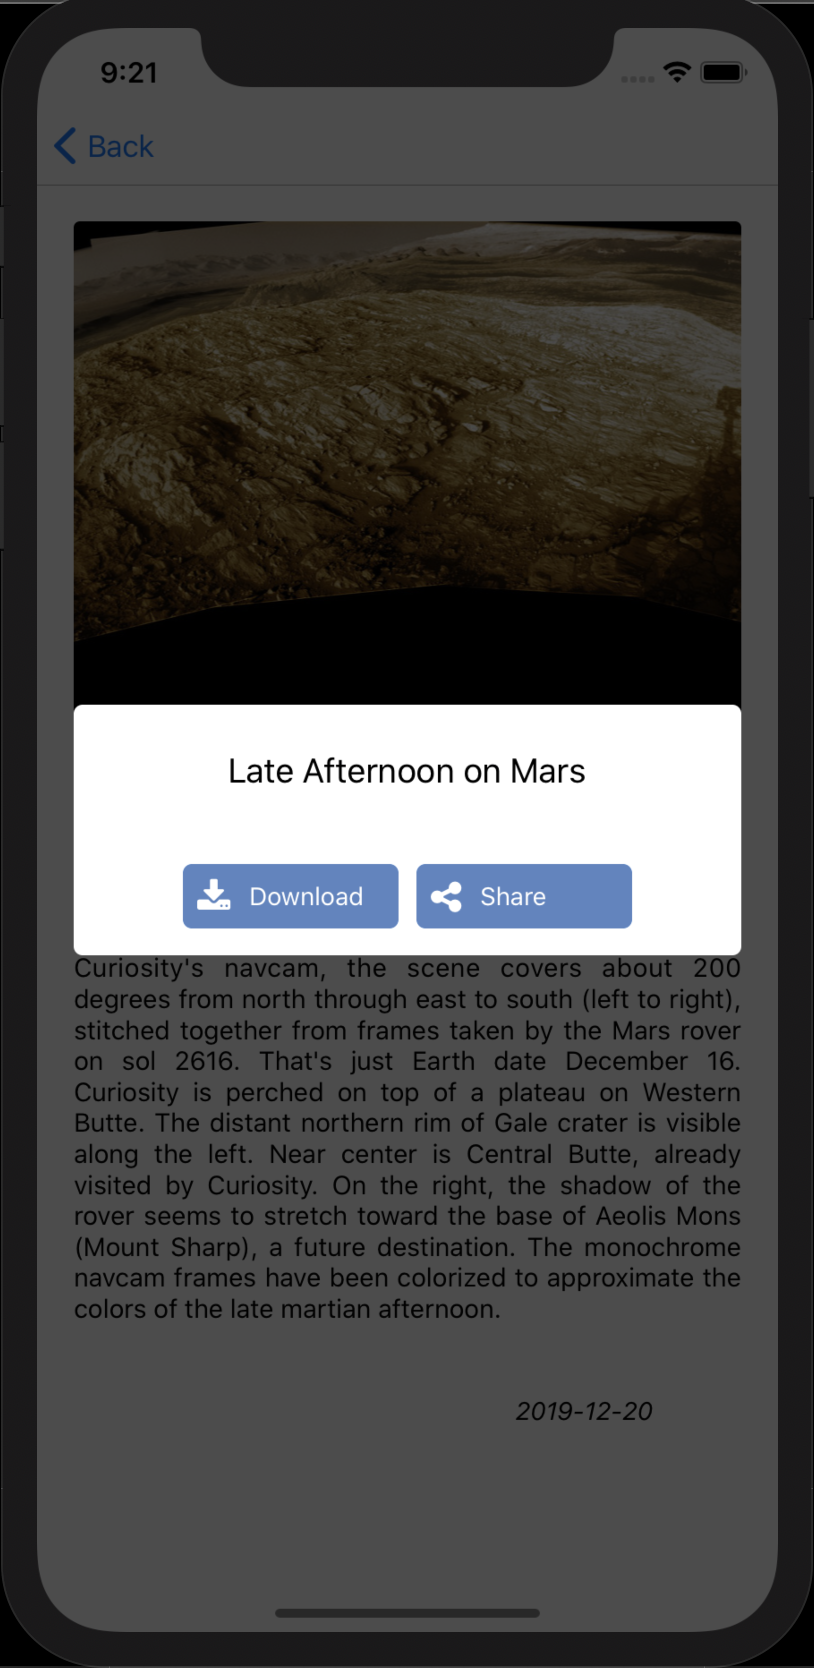 9:21
Back
Late Afternoon on Mars
Download
Share
Curiosity's navcam, the scene covers about 200
degrees from north through east to south (left to right),
stitched together from frames taken by the Mars rover
on sol 2616. That's just Earth date December 16.
Curiosity is perched on top of a plateau on Western
Butte. The distant northern rim of Gale crater is visible
along the left. Near center is Central Butte, already
visited by Curiosity. On the right, the shadow of the
rover seems to stretch toward the base of Aeolis Mons
(Mount Sharp), a future destination. The monochrome
navcam frames have been colorized to approximate the
colors of the late martian afternoon.
2019-12-20